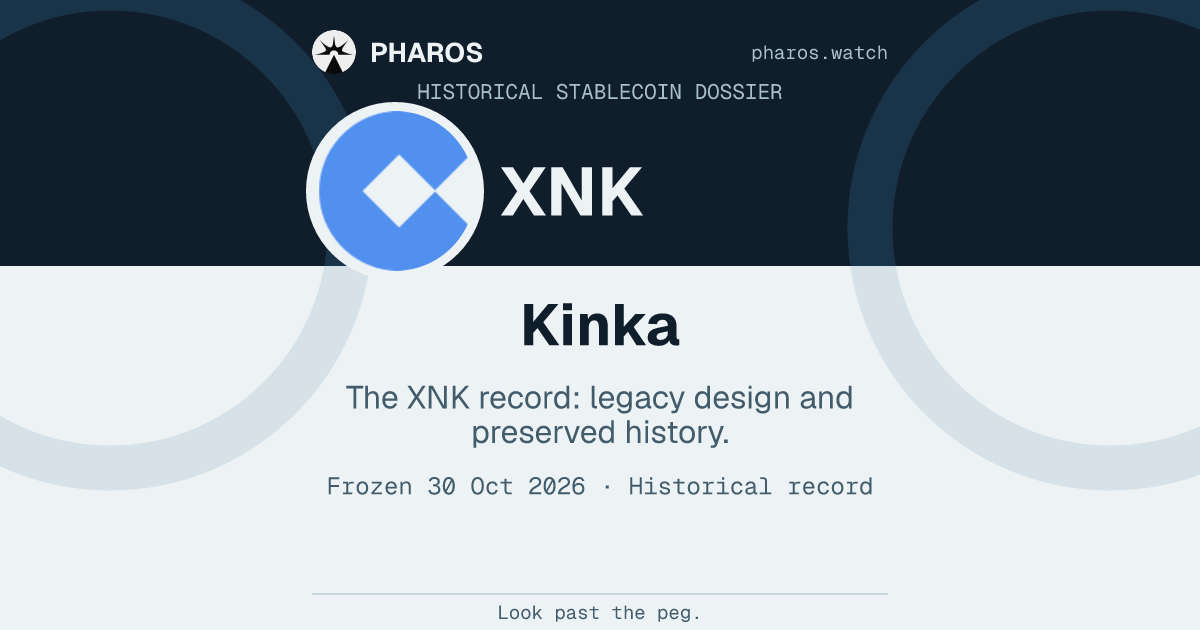 PHAROS
pharos.watch
HISTORICAL STABLECOIN DOSSIER
XNK
Kinka
The XNK record: legacy design and
preserved history.
Frozen 30 Oct 2026 · Historical record
Look past the peg.